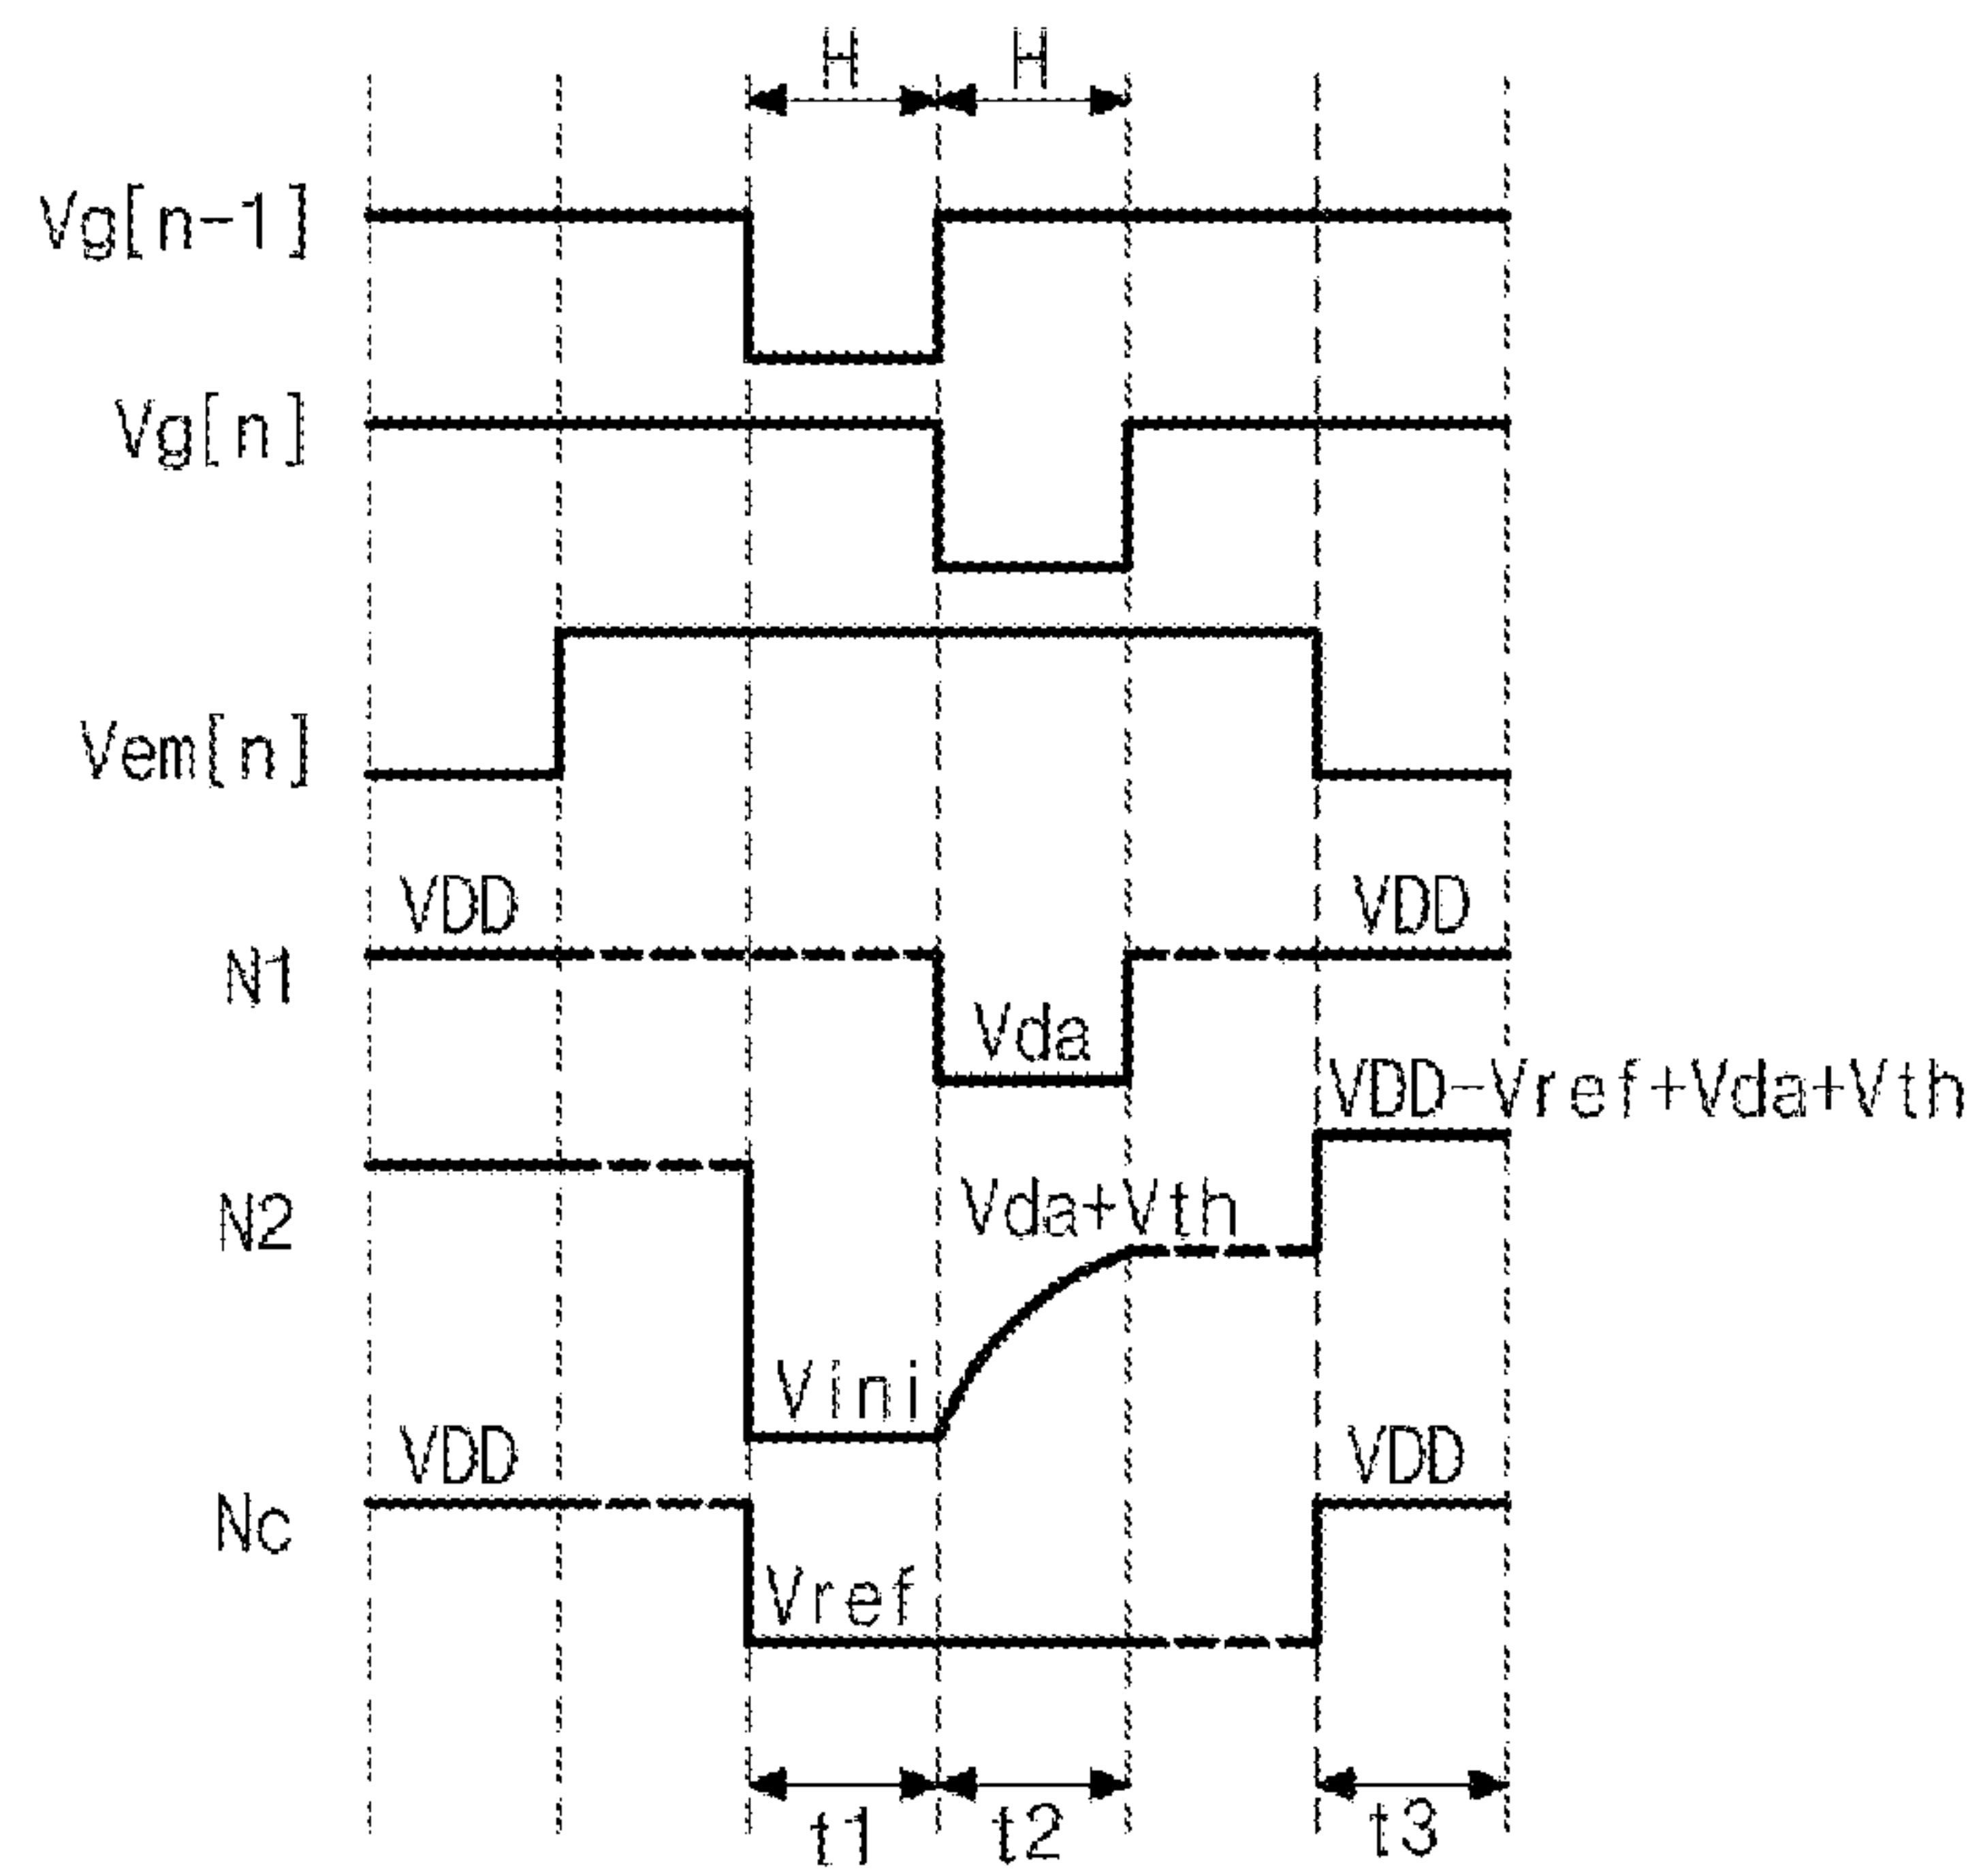 H H
Vg[n-1]
Vg[n]
Vem[n]
VDD VDD
N1
Vda
VDD-Vref+Vda+Vth
Vda+Vth
N2
Vini
VDD VDD
Nc
Vref
t1 t2 t3